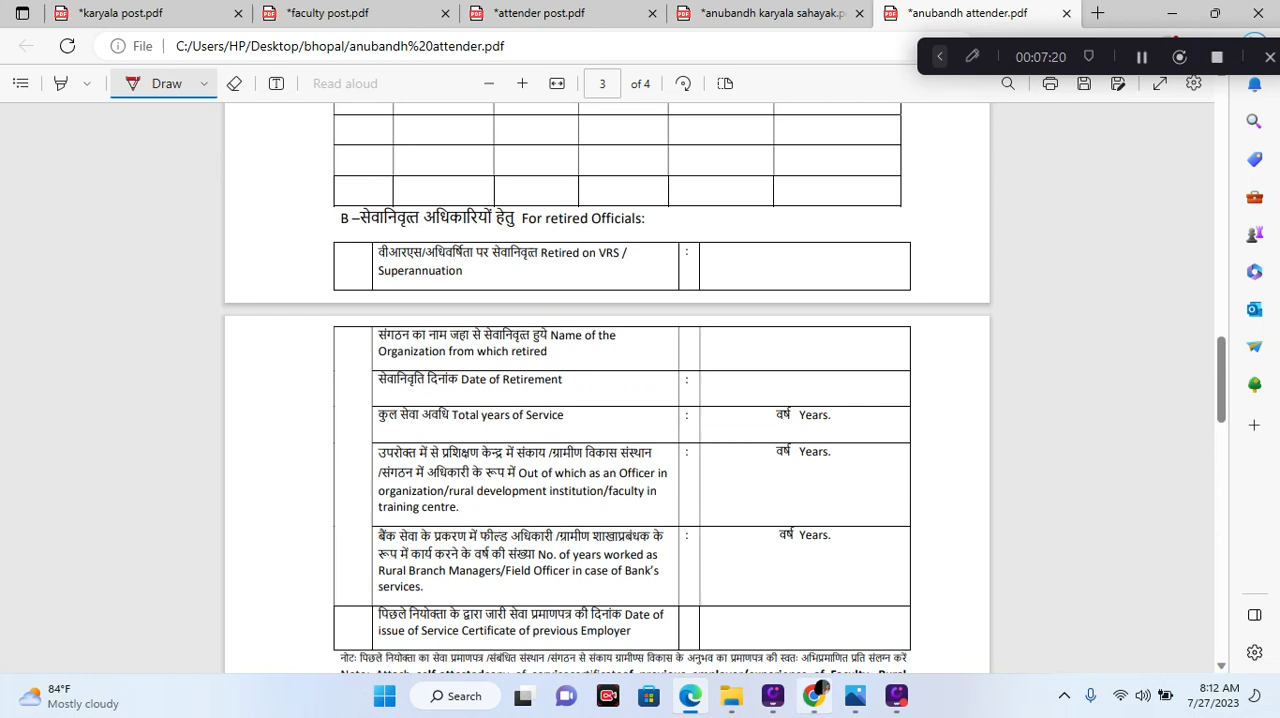 *karyala post.pdf
*faculty post.pdf
*attender post.pdf
*anubandh karyala sahayak.p
*anubandh attender.pdf
File C:/Users/HP/Desktop/bhopal/anubandh%20attender.pdf
00:07:20
Draw
Read aloud
3 of 4
B –सेवानिवृत्त अधिकारियों हेतु For retired Officials:
वीआरएस/अधिवर्षिता पर सेवानिवृत्त Retired on VRS / :
Superannuation
संगठन का नाम जहा से सेवानिवृत्त हुये Name of the
Organization from which retired
सेवानिवृति दिनांक Date of Retirement :
कुल सेवा अवधि Total years of Service : वर्ष Years.
उपरोक्त में से प्रशिक्षण केन्द्र में संकाय /ग्रामीण विकास संस्थान : वर्ष Years.
/संगठन में अधिकारी के रूप में Out of which as an Officer in
organization/rural development institution/faculty in
training centre.
बैंक सेवा के प्रकरण में फील्ड अधिकारी /ग्रामीण शाखाप्रबंधक के : वर्ष Years.
रूप में कार्य करने के वर्ष की संख्या No. of years worked as
Rural Branch Managers/Field Officer in case of Bank's
services.
पिछले नियोक्ता के द्वारा जारी सेवा प्रमाणपत्र की दिनांक Date of
issue of Service Certificate of previous Employer
नोटः पिछले नियोक्ता का सेवा प्रमाणपत्र /संबंधित संस्थान /संगठन से संकाय ग्रामीण्स विकास के अनुभव का प्रमाणपत्र की स्वतः अभिप्रमाणित प्रति संलग्न करें
84°F
Mostly cloudy
Search
8:12 AM
7/27/2023